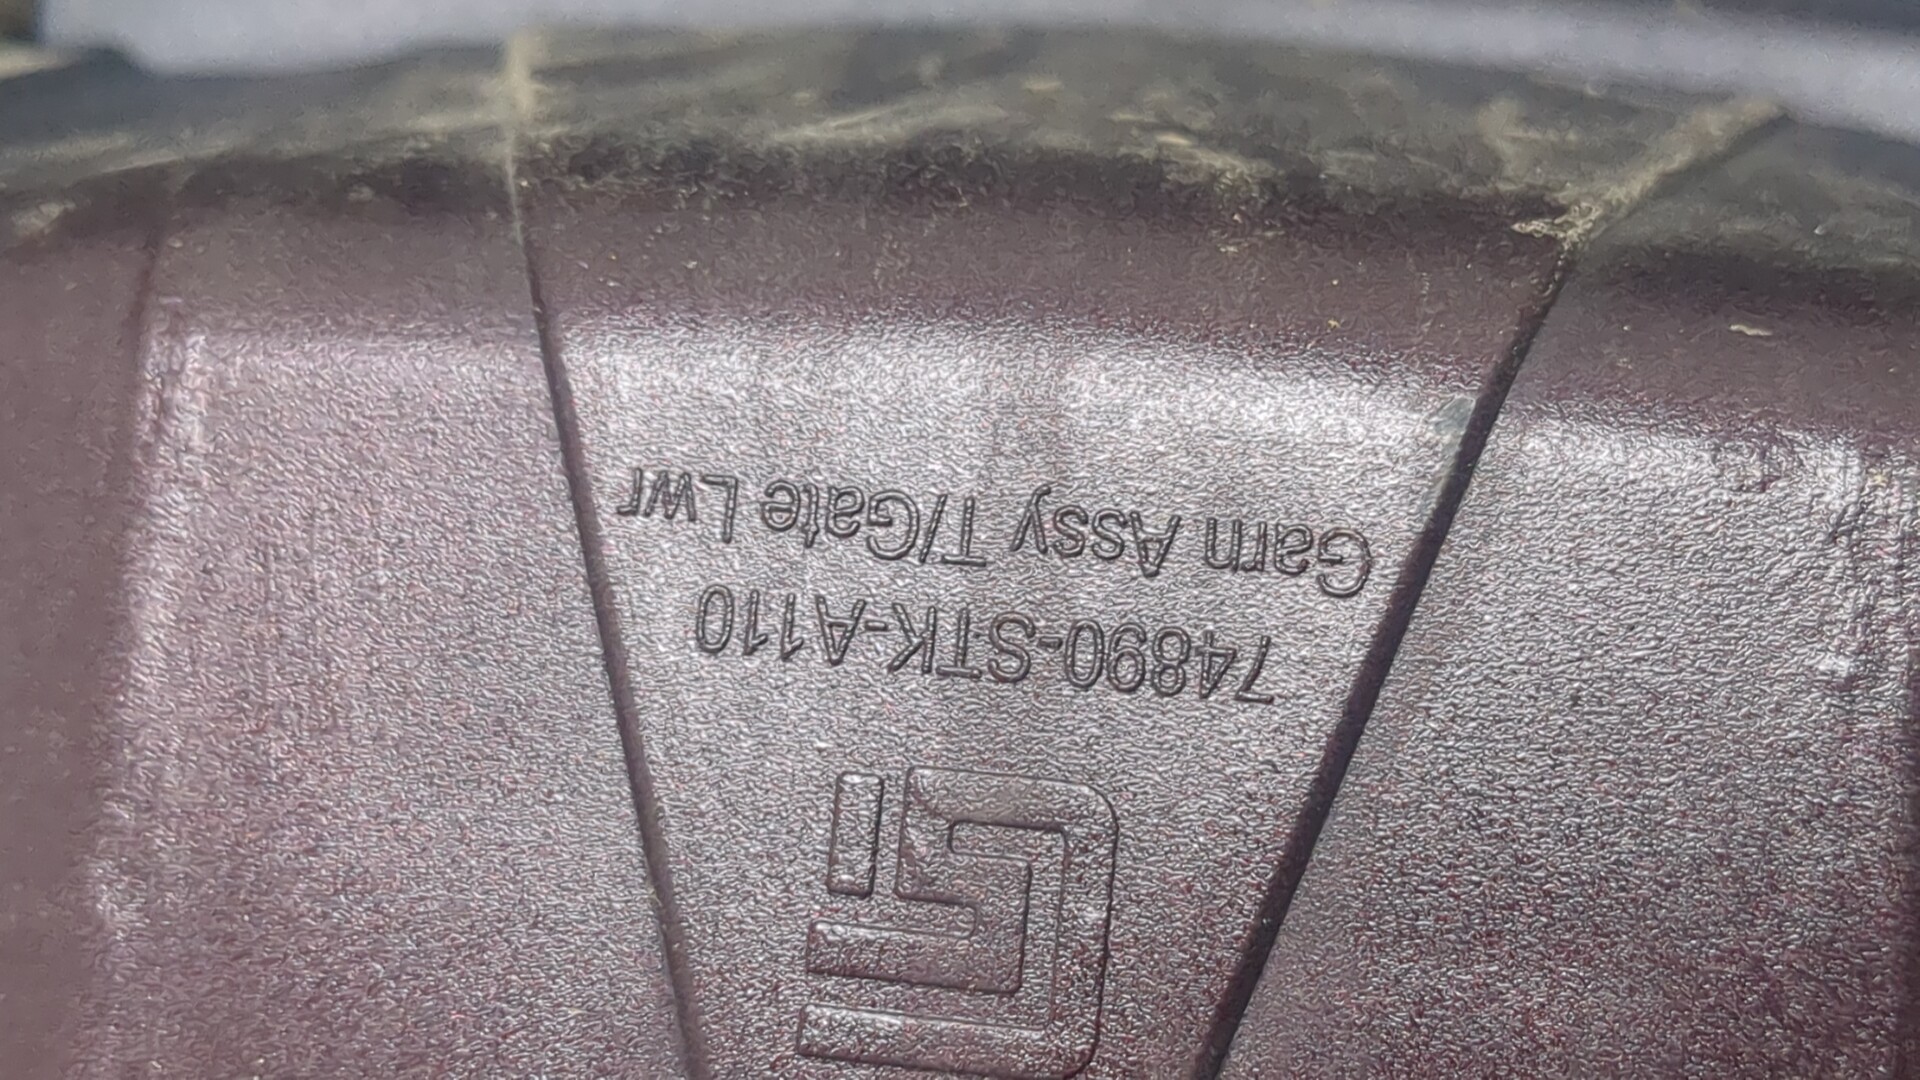 Garn Assy T/Gate Lwr
74890-STK-A110